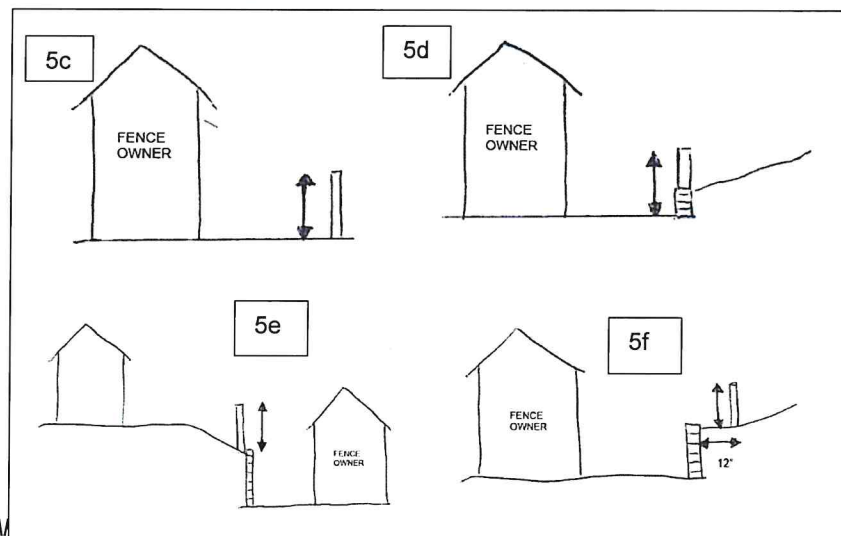 5c
FENCE
OWNER
5d
FENCE
OWNER
5e
FENCE
OWNER
5f
FENCE
OWNER
12"